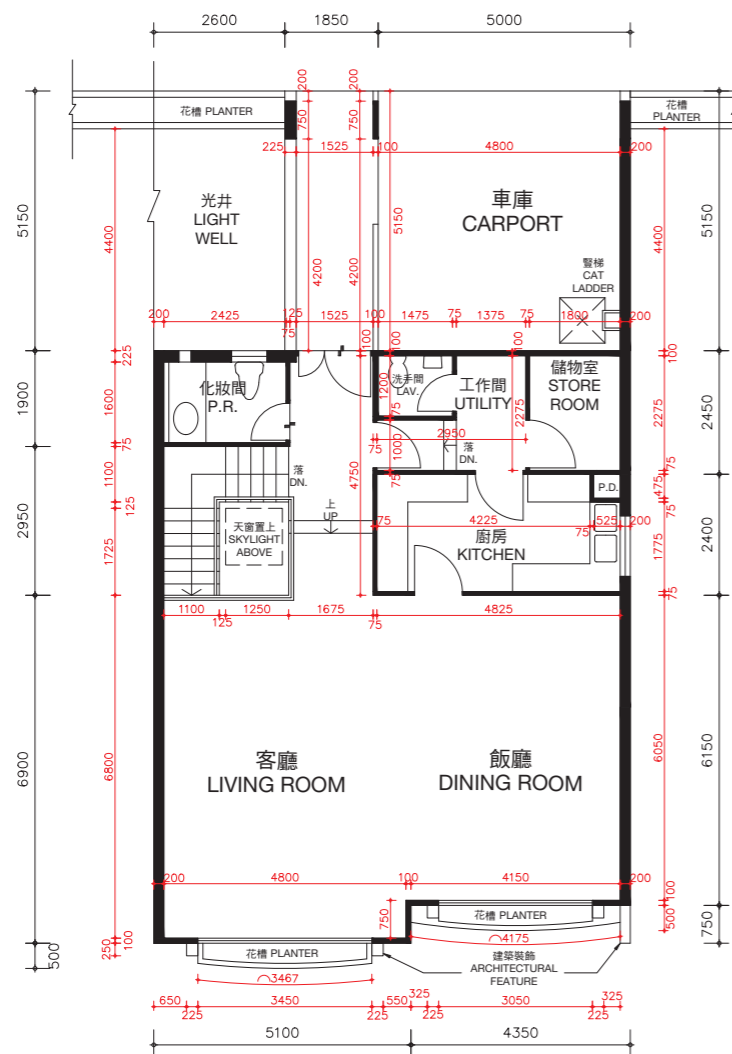 2600
1850
5000
花槽 PLANTER
花槽
PLANTER
200
200
750
750
225
1525
100
4800
200
5150
4400
光井
LIGHT
WELL
車庫
CARPORT
5150
4400
5150
4200
4200
豎梯
CAT
LADDER
200
2425
125
75
1525
100
1475
75
1375
75
1800
200
225
100
100
100
100
1900
1600
化妝間
P.R.
洗手間
LAV.
1200
工作間
UTILITY
2275
儲物室
STORE
ROOM
2275
2450
75
75
2950
75
1000
落
DN.
75
75
2950
1100
125
1725
落
DN.
上
UP
4750
天窗置上
SKYLIGHT
ABOVE
75
4225
75
525
200
P.D.
475
75
1775
2400
廚房
KITCHEN
75
1100
125
1250
1675
75
4825
6900
6800
客廳
LIVING ROOM
飯廳
DINING ROOM
6050
6150
200
4800
100
4150
200
100
750
花槽 PLANTER
4175
500
750
500
250
100
花槽 PLANTER
3467
建築裝飾
ARCHITECTURAL
FEATURE
650
225
3450
225
550
325
225
3050
225
325
5100
4350